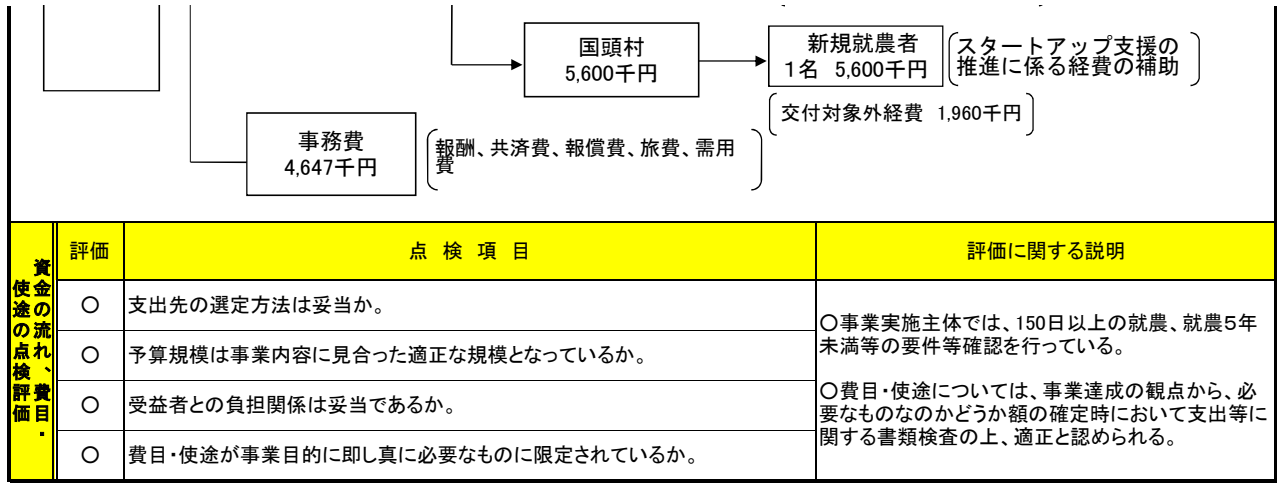 国頭村
5,600千円
新規就農者
1名 5,600千円
スタートアップ支援の
推進に係る経費の補助
交付対象外経費 1,960千円
事務費
4,647千円
報酬、共済費、報償費、旅費、需用
費
資金の流れ、費目・
使途の点検評価
評価
点 検 項 目
評価に関する説明
○
支出先の選定方法は妥当か。
○
予算規模は事業内容に見合った適正な規模となっているか。
○
受益者との負担関係は妥当であるか。
○
費目・使途が事業目的に即し真に必要なものに限定されているか。
○事業実施主体では、150日以上の就農、就農5年
未満等の要件等確認を行っている。
○費目・使途については、事業達成の観点から、必
要なものなのかどうか額の確定時において支出等に
関する書類検査の上、適正と認められる。